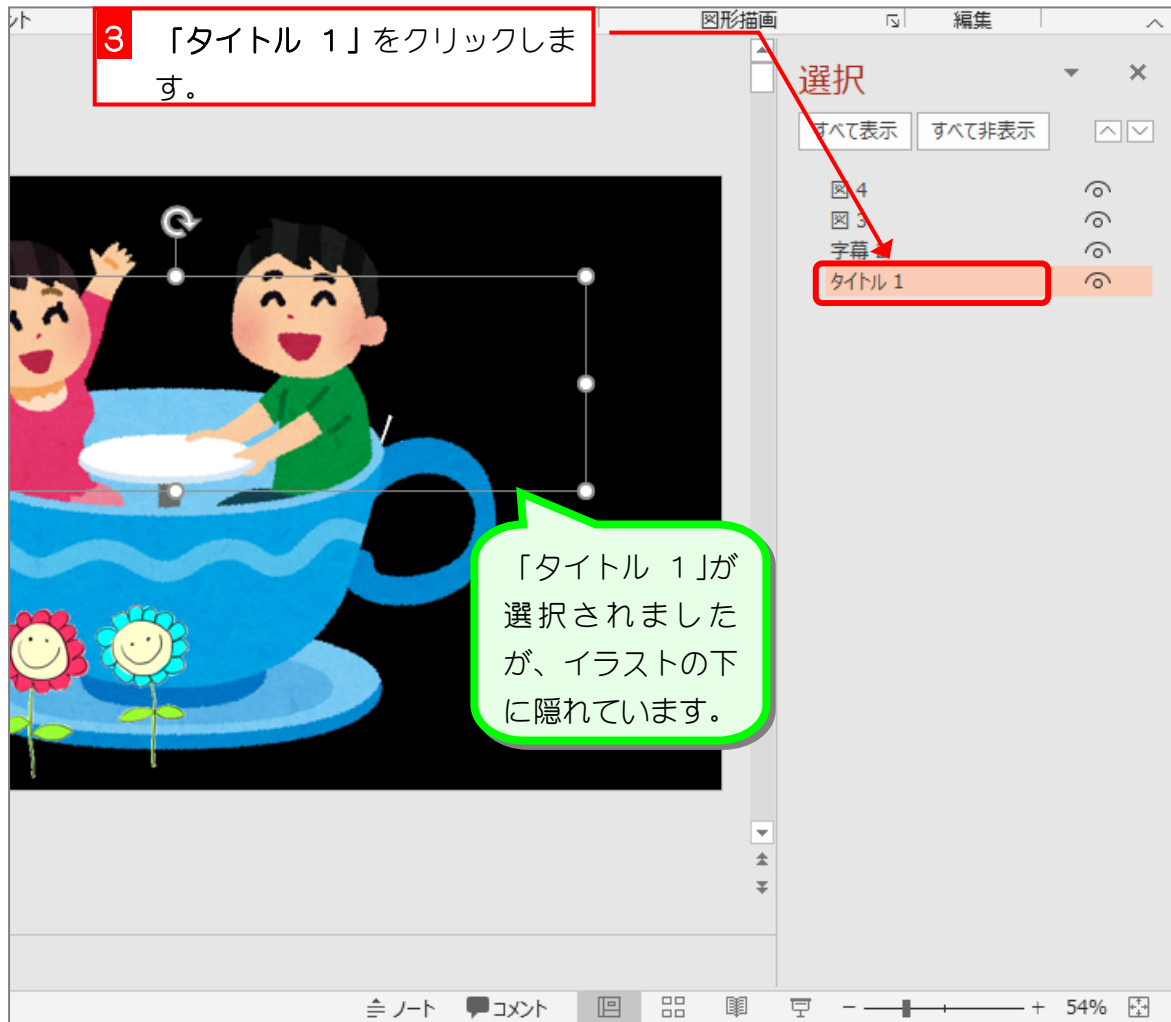 ント
図形描画
編集
3 「タイトル 1」をクリックしま
す。
選択
すべて表示
すべて非表示
図 4
図 3
字幕
タイトル 1
「タイトル 1」が
選択されました
が、イラストの下
に隠れています。
ノート
コメント
54%